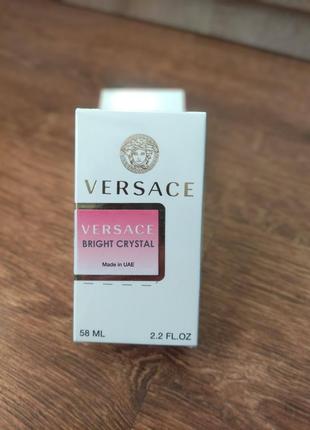 VERSACE
VERSACE
BRIGHT CRYSTAL
Made in UAE
58 ML 2.2 FL.OZ